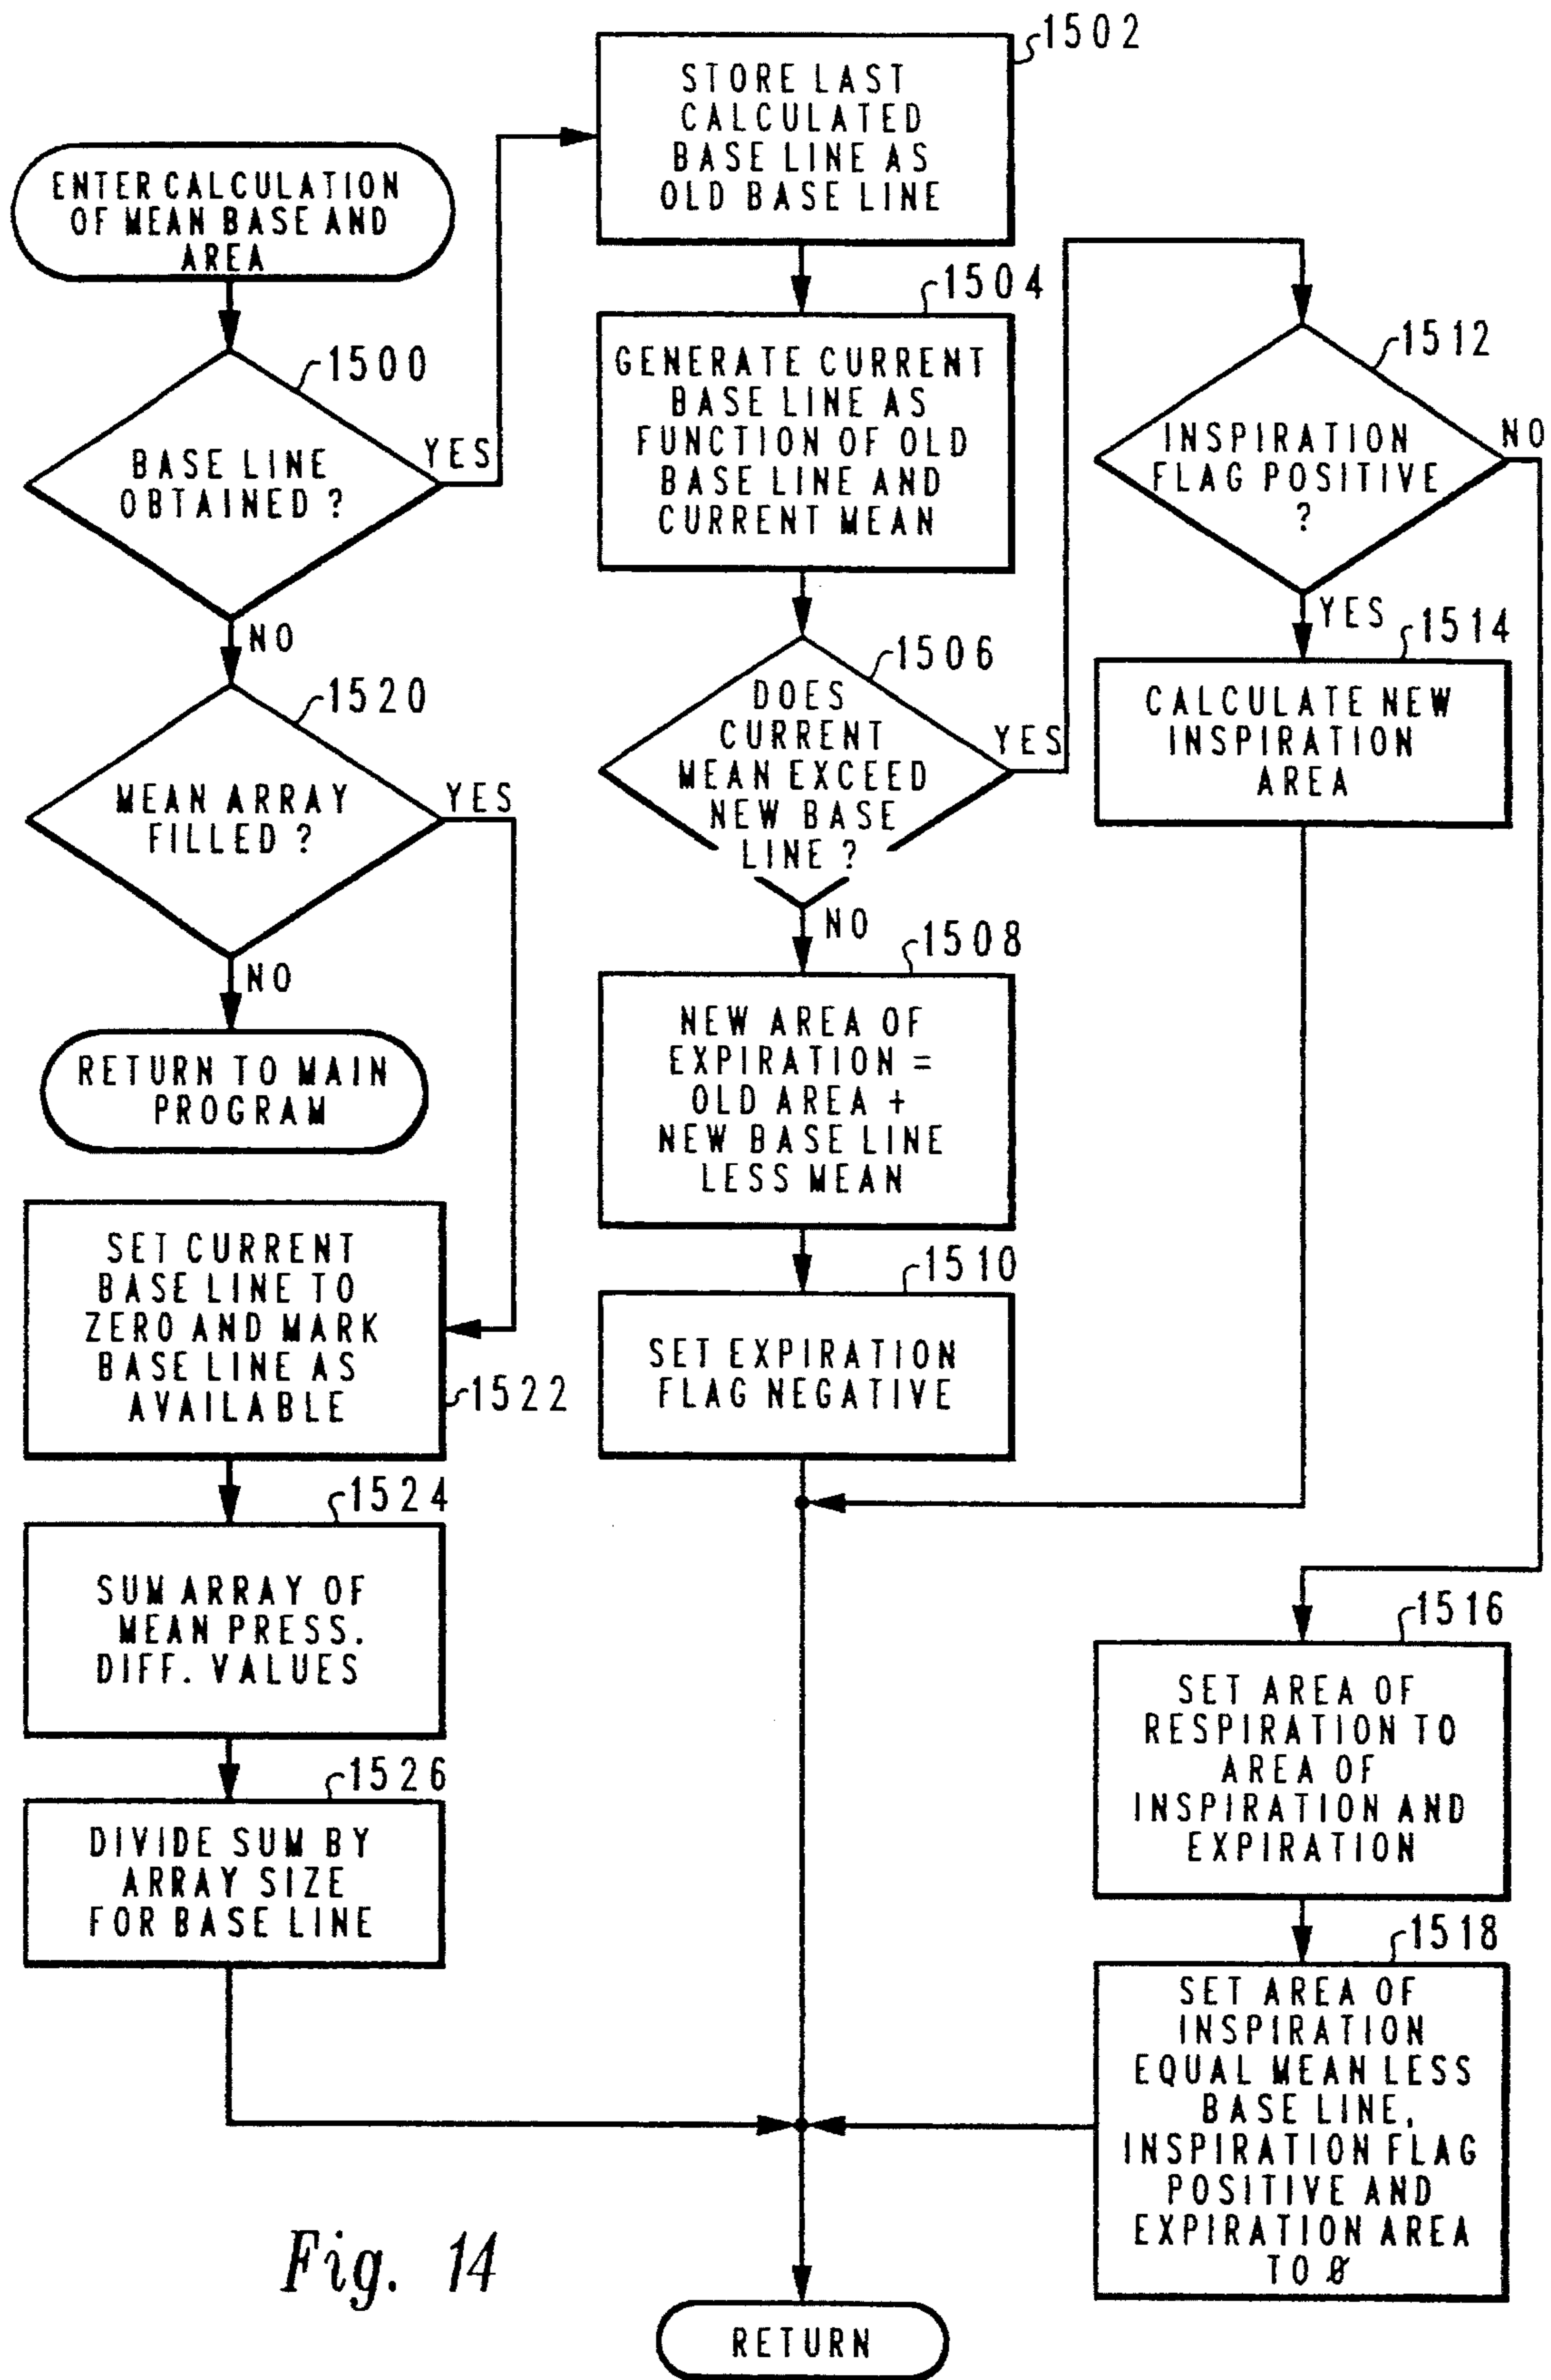 ENTER CALCULATION
OF MEAN BASE AND
AREA
1500
BASE LINE
OBTAINED ?
YES
NO
1520
MEAN ARRAY
FILLED ?
YES
NO
RETURN TO MAIN
PROGRAM
SET CURRENT
BASE LINE TO
ZERO AND MARK
BASE LINE AS
AVAILABLE
1522
1524
SUM ARRAY OF
MEAN PRESS.
DIFF. VALUES
1526
DIVIDE SUM BY
ARRAY SIZE
FOR BASE LINE
1502
STORE LAST
CALCULATED
BASE LINE AS
OLD BASE LINE
1504
GENERATE CURRENT
BASE LINE AS
FUNCTION OF OLD
BASE LINE AND
CURRENT MEAN
1506
DOES
CURRENT
MEAN EXCEED
NEW BASE
LINE ?
YES
NO
1508
NEW AREA OF
EXPIRATION =
OLD AREA +
NEW BASE LINE
LESS MEAN
1510
SET EXPIRATION
FLAG NEGATIVE
1512
INSPIRATION
FLAG POSITIVE
?
NO
YES
1514
CALCULATE NEW
INSPIRATION
AREA
1516
SET AREA OF
RESPIRATION TO
AREA OF
INSPIRATION AND
EXPIRATION
1518
SET AREA OF
INSPIRATION
EQUAL MEAN LESS
BASE LINE,
INSPIRATION FLAG
POSITIVE AND
EXPIRATION AREA
TO 0
RETURN
Fig. 14